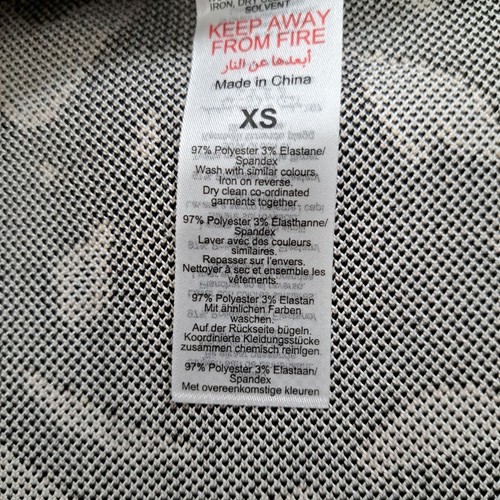 IRON, DRY
SOLVENT
KEEP AWAY
FROM FIRE
أبعدها عن النار
Made in China
XS
97% Polyester 3% Elastane/
Spandex
Wash with similar colours.
Iron on reverse.
Dry clean co-ordinated
garments together.
97% Polyester 3% Elasthanne/
Spandex
Laver avec des couleurs
similaires.
Repasser sur l'envers.
Nettoyer à sec et ensemble les
vêtements.
97% Polyester 3% Elastan
Mit ähnlichen Farben
waschen.
Auf der Rückseite bügeln.
Koordinierte Kleidungsstücke
zusammen chemisch reinigen.
97% Polyester 3% Elastaan/
Spandex
Met overeenkomstige kleuren